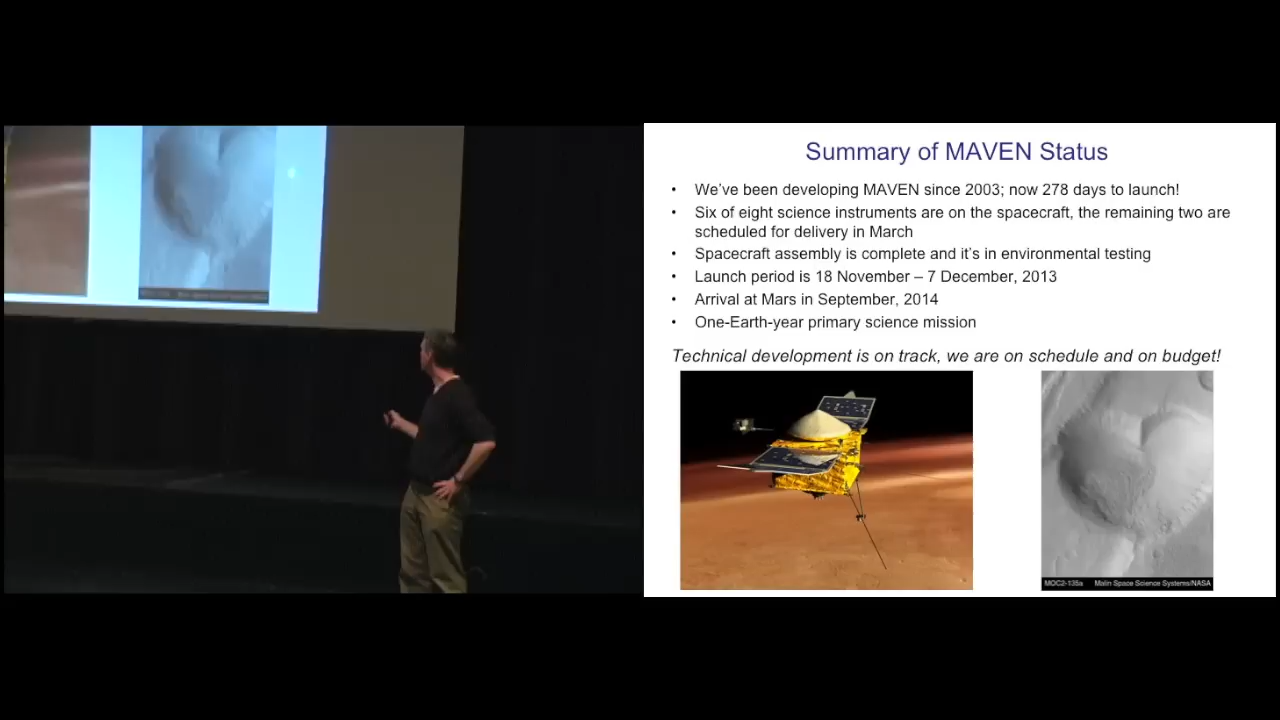 Summary of MAVEN Status
• We've been developing MAVEN since 2003; now 278 days to launch!
• Six of eight science instruments are on the spacecraft, the remaining two are
scheduled for delivery in March
• Spacecraft assembly is complete and it's in environmental testing
• Launch period is 18 November – 7 December, 2013
• Arrival at Mars in September, 2014
• One-Earth-year primary science mission
Technical development is on track, we are on schedule and on budget!
MOC2-135a Malin Space Science Systems/NASA